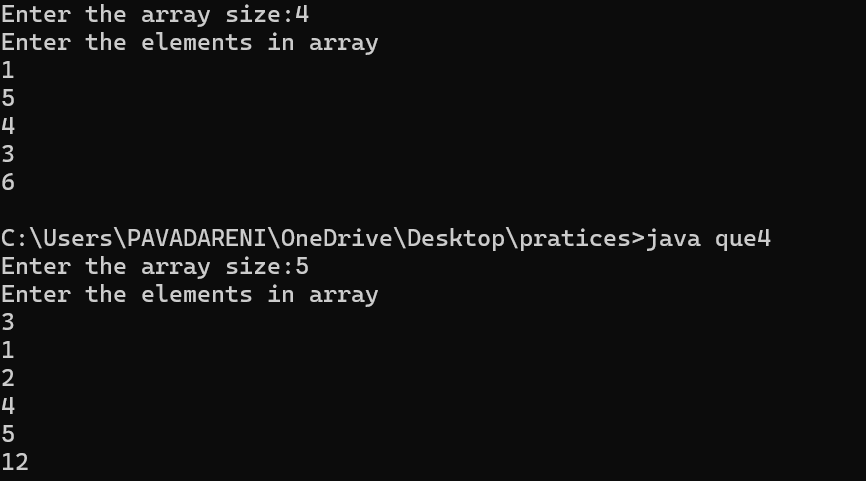 Enter the array size:4
Enter the elements in array
1
5
4
3
6
C:\Users\PAVADARENI\OneDrive\Desktop\pratices>java que4
Enter the array size:5
Enter the elements in array
3
1
2
4
5
12